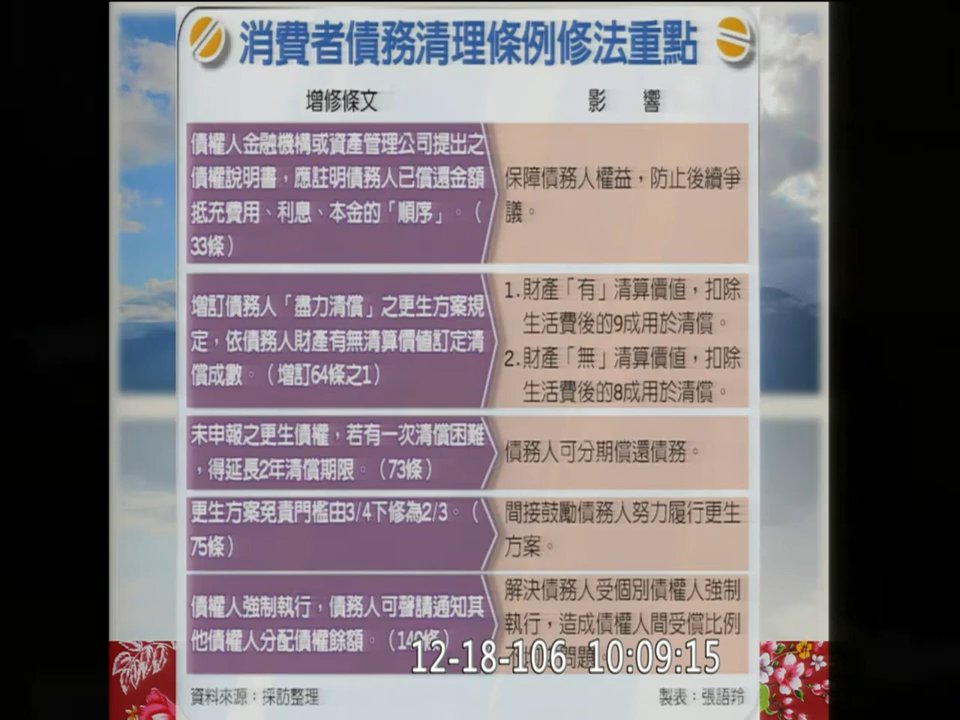 消費者債務清理條例修法重點
增修條文
影響
債權人金融機構或資產管理公司提出之
債權說明書，應註明債務人已償還金額
抵充費用、利息、本金的「順序」。（
33條）
保障債務人權益，防止後續爭
議。
增訂債務人「盡力清償」之更生方案規
定，依債務人財產有無清算價值訂定清
償成數。（增訂64條之1）
1.財產「有」清算價值，扣除
生活費後的9成用於清償。
2.財產「無」清算價值，扣除
生活費後的8成用於清償。
未申報之更生債權，若有一次清償困難
，得延長2年清償期限。（73條）
債務人可分期償還債務。
更生方案免責門檻由3/4下修為2/3。（
75條）
間接鼓勵債務人努力履行更生
方案。
債權人強制執行，債務人可聲請通知其
他債權人分配債權餘額。（14條）
解決債務人受個別債權人強制
執行，造成債權人間受償比例
問題
12-18-106 10:09:15
資料來源：採訪整理
製表：張語羚